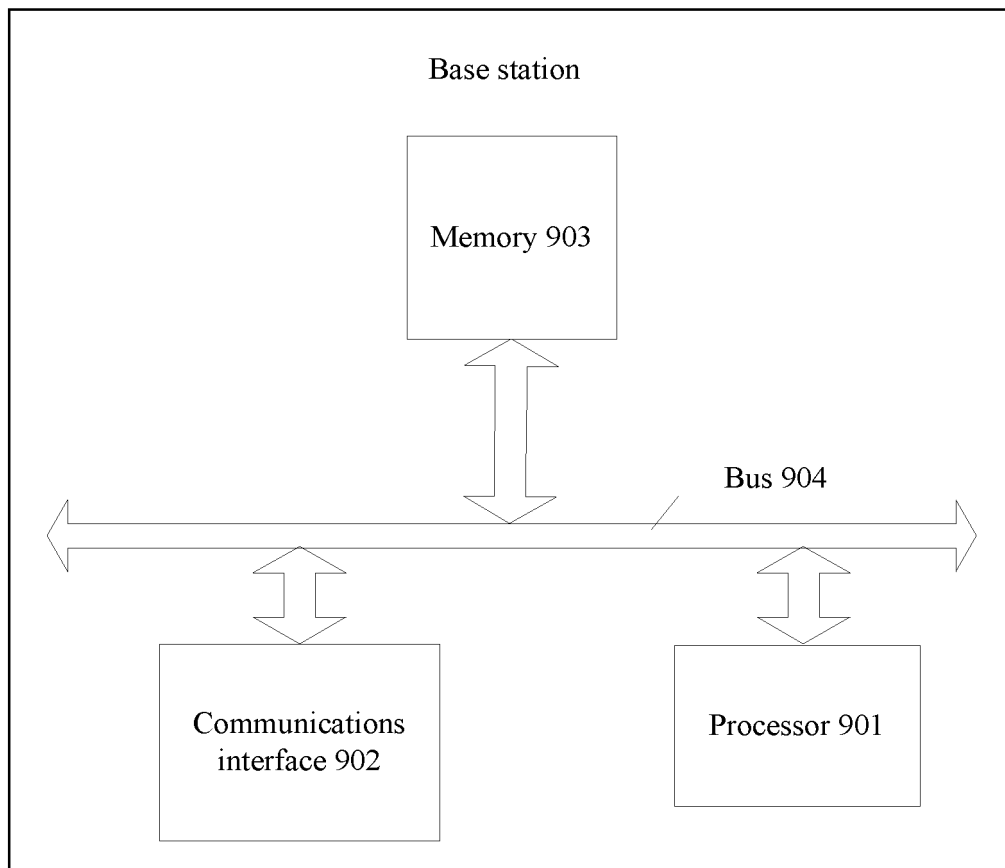 Base station
Memory 903
Bus 904
Communications
interface 902
Processor 901